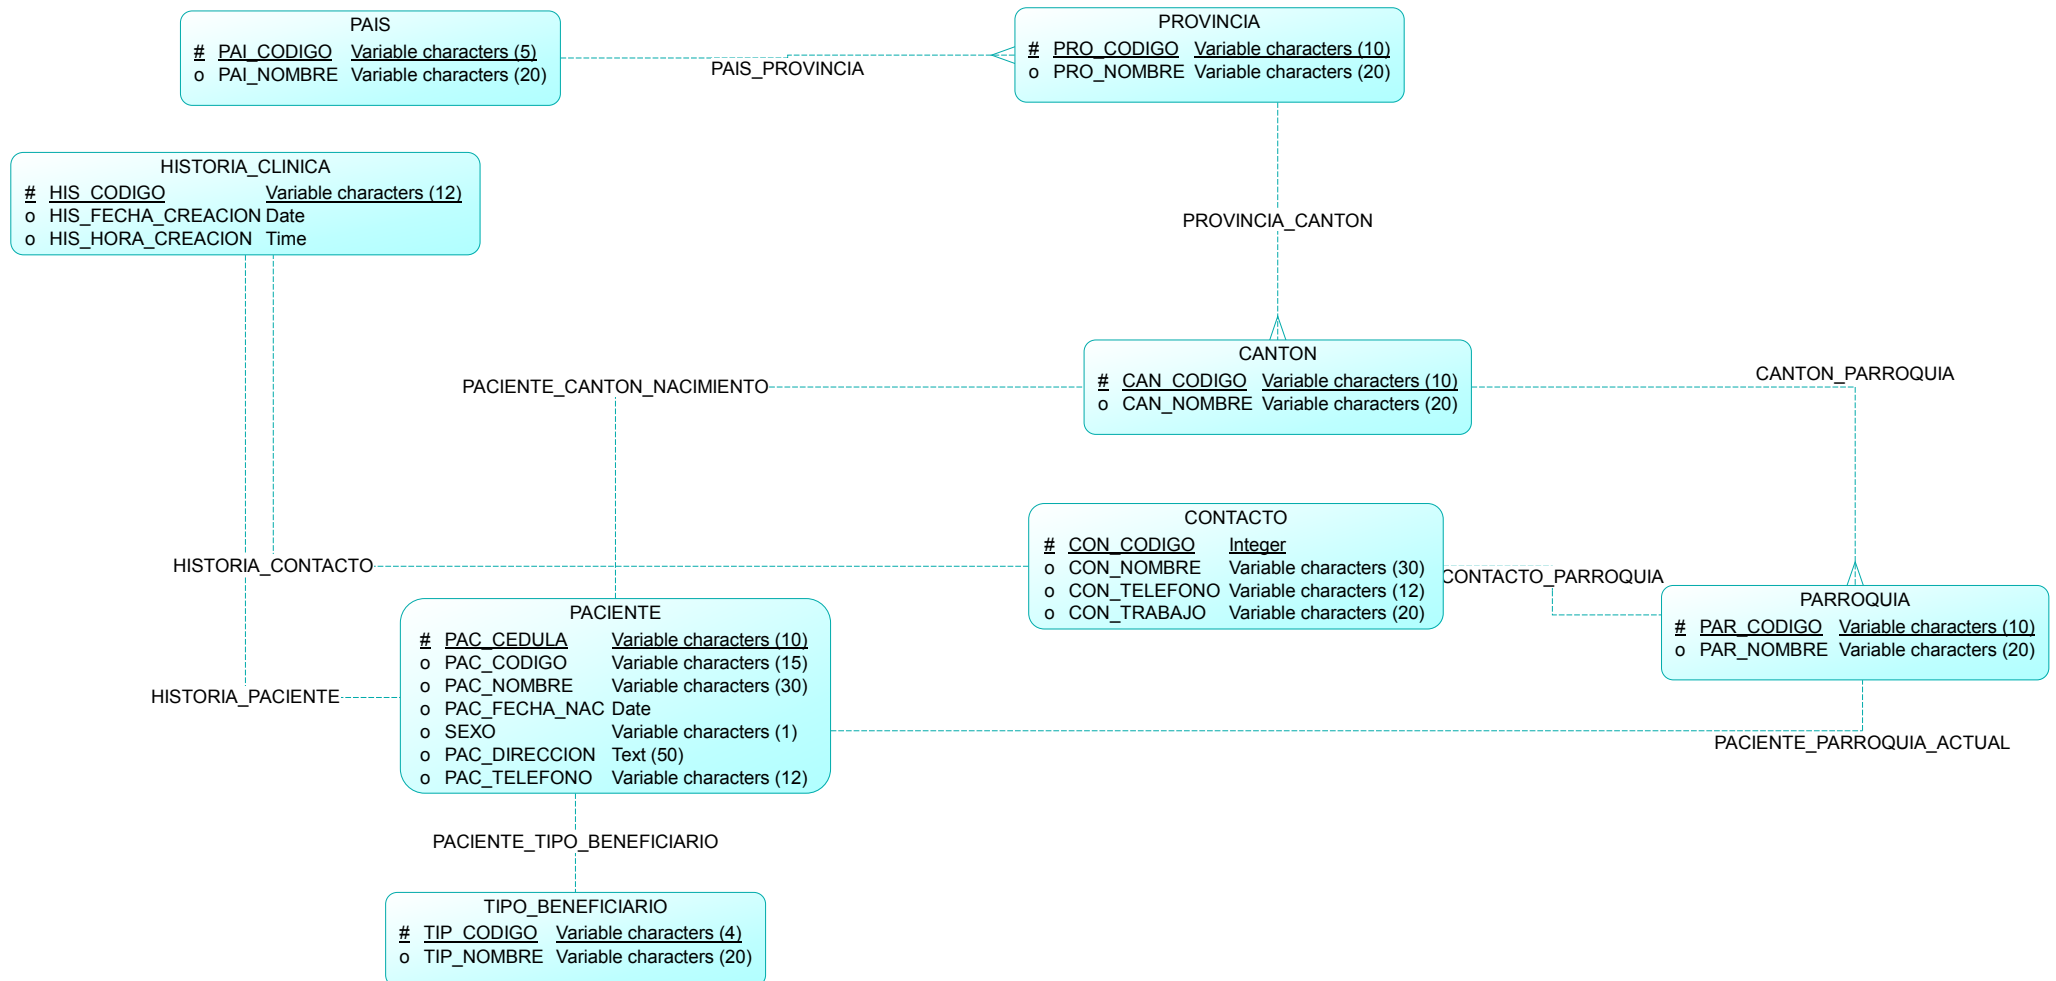 PAIS
# PAI_CODIGO Variable characters (5)
o PAI_NOMBRE Variable characters (20)
PAIS_PROVINCIA
PROVINCIA
# PRO_CODIGO Variable characters (10)
o PRO_NOMBRE Variable characters (20)
HISTORIA_CLINICA
# HIS_CODIGO Variable characters (12)
o HIS_FECHA_CREACION Date
o HIS_HORA_CREACION Time
PROVINCIA_CANTON
CANTON
# CAN_CODIGO Variable characters (10)
o CAN_NOMBRE Variable characters (20)
PACIENTE_CANTON_NACIMIENTO
CANTON_PARROQUIA
CONTACTO
# CON_CODIGO Integer
o CON_NOMBRE Variable characters (30)
o CON_TELEFONO Variable characters (12)
o CON_TRABAJO Variable characters (20)
HISTORIA_CONTACTO
CONTACTO_PARROQUIA
PARROQUIA
# PAR_CODIGO Variable characters (10)
o PAR_NOMBRE Variable characters (20)
PACIENTE
# PAC_CEDULA Variable characters (10)
o PAC_CODIGO Variable characters (15)
o PAC_NOMBRE Variable characters (30)
o PAC_FECHA_NAC Date
o SEXO Variable characters (1)
o PAC_DIRECCION Text (50)
o PAC_TELEFONO Variable characters (12)
HISTORIA_PACIENTE
PACIENTE_PARROQUIA_ACTUAL
PACIENTE_TIPO_BENEFICIARIO
TIPO_BENEFICIARIO
# TIP_CODIGO Variable characters (4)
o TIP_NOMBRE Variable characters (20)